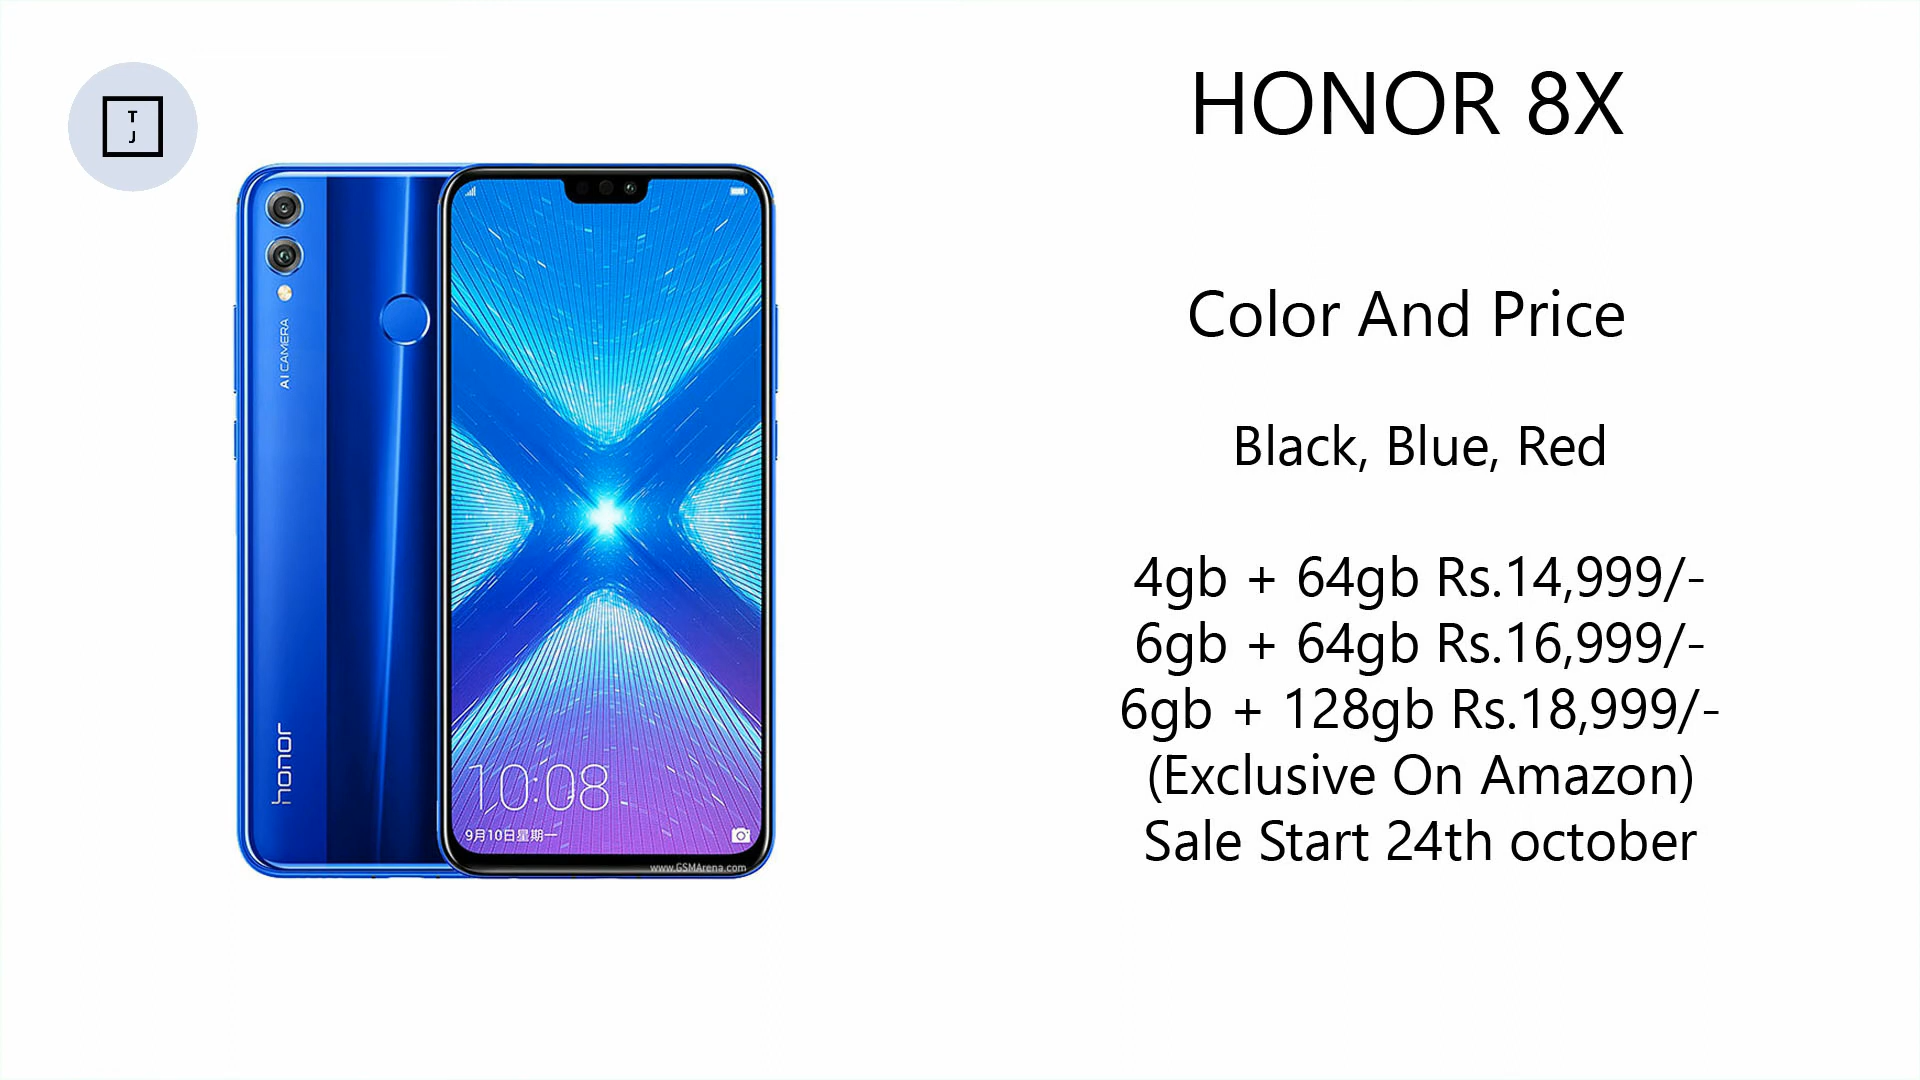 T
J
HONOR 8X
Color And Price
Black, Blue, Red
4gb + 64gb Rs.14,999/-
6gb + 64gb Rs.16,999/-
6gb + 128gb Rs.18,999/-
(Exclusive On Amazon)
Sale Start 24th october
AI CAMERA
honor
10:08
9月10日星期一
www.GSMArena.com